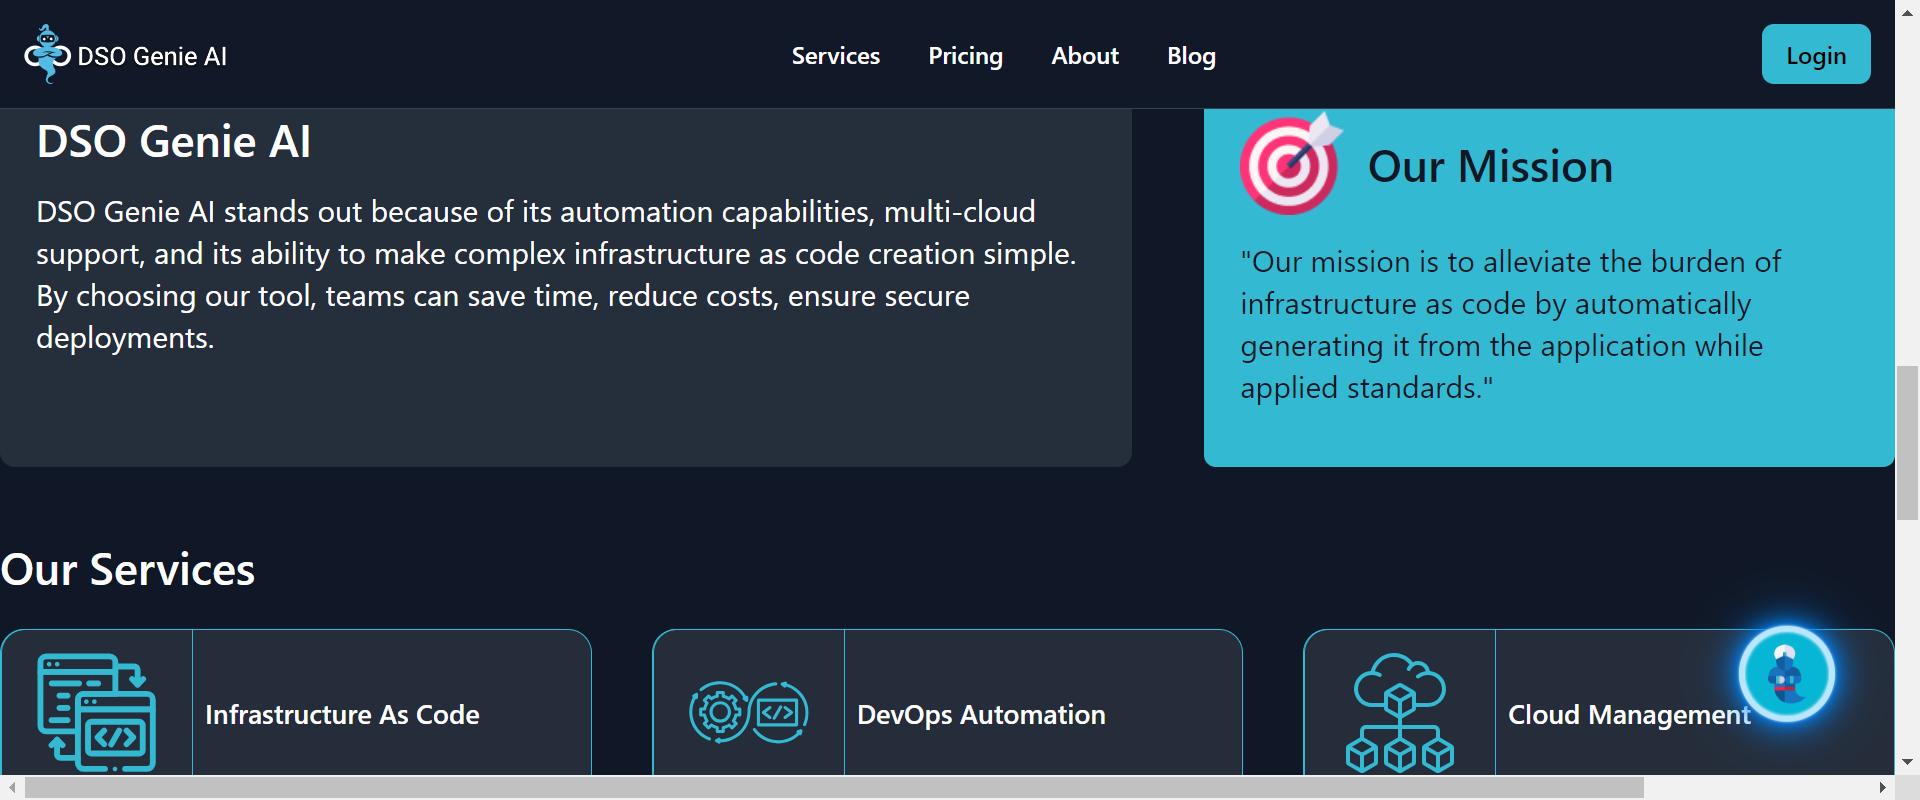 DSO Genie AI
Services
Pricing
About
Blog
Login
DSO Genie AI
DSO Genie AI stands out because of its automation capabilities, multi-cloud
support, and its ability to make complex infrastructure as code creation simple.
By choosing our tool, teams can save time, reduce costs, ensure secure
deployments.
Our Mission
"Our mission is to alleviate the burden of
infrastructure as code by automatically
generating it from the application while
applied standards."
Our Services
Infrastructure As Code
DevOps Automation
Cloud Management